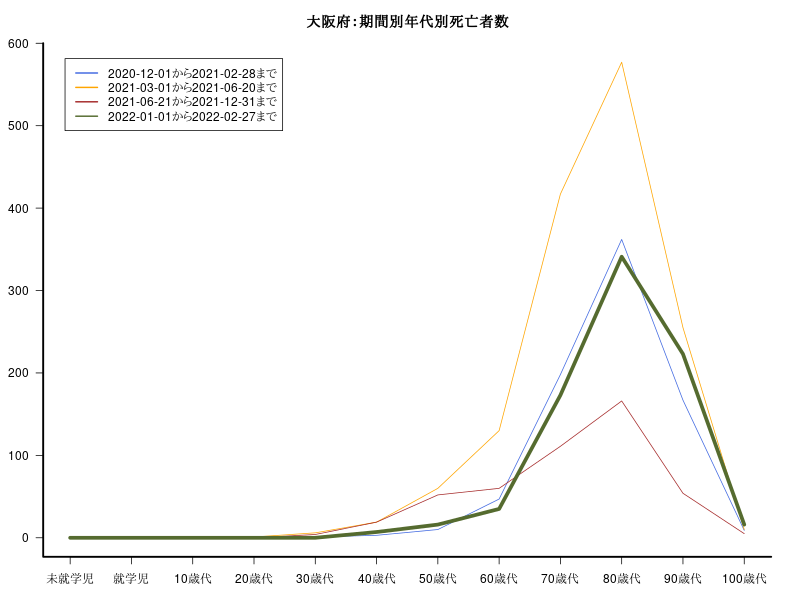 大阪府：期間別年代別死亡者数
600
500
400
300
200
100
0
2020-12-01から2021-02-28まで
2021-03-01から2021-06-20まで
2021-06-21から2021-12-31まで
2022-01-01から2022-02-27まで
未就学児 就学児 10歳代 20歳代 30歳代 40歳代 50歳代 60歳代 70歳代 80歳代 90歳代 100歳代